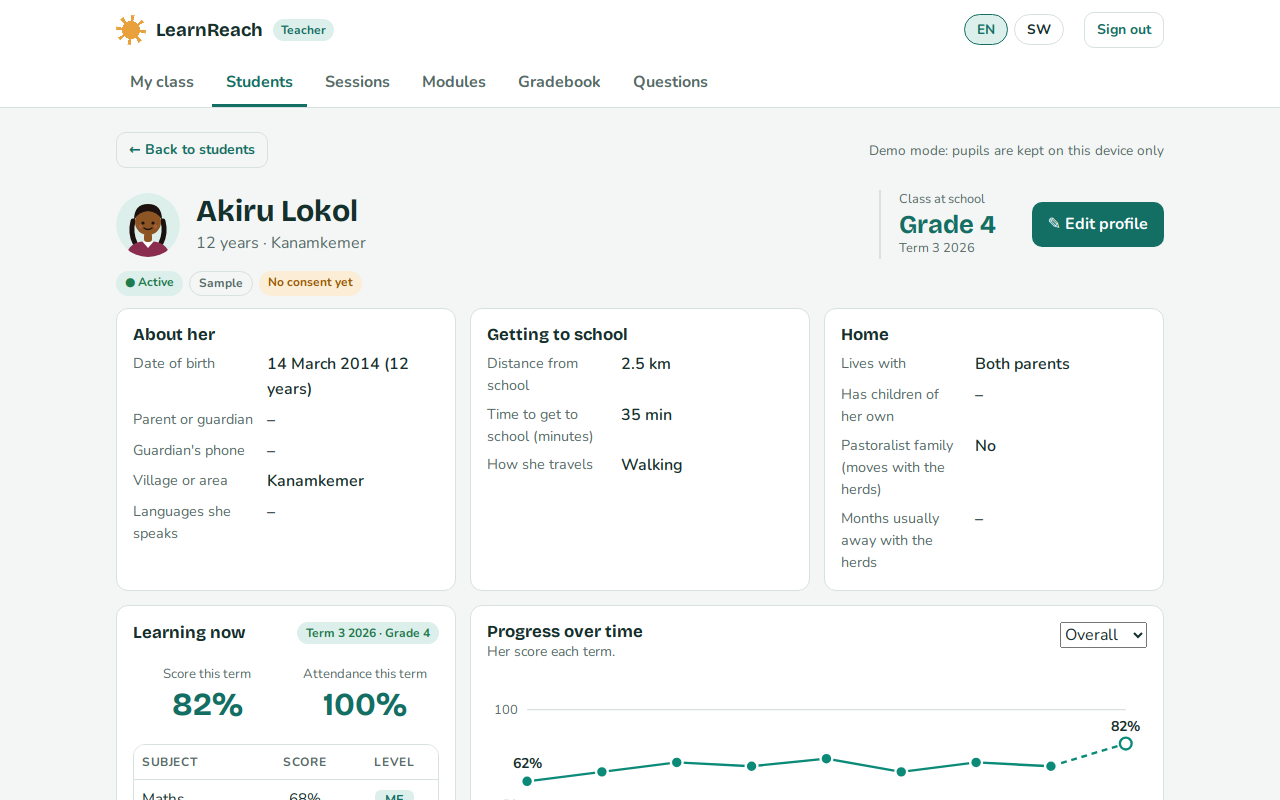 LearnReach Teacher EN SW Sign out
My class Students Sessions Modules Gradebook Questions
← Back to students Demo mode: pupils are kept on this device only
Akiru Lokol
12 years · Kanamkemer
Class at school
Grade 4
Term 3 2026
✎ Edit profile
Active Sample No consent yet
About her
Date of birth 14 March 2014 (12
years)
Parent or guardian –
Guardian's phone –
Village or area Kanamkemer
Languages she –
speaks
Getting to school
Distance from 2.5 km
school
Time to get to 35 min
school (minutes)
How she travels Walking
Home
Lives with Both parents
Has children of –
her own
Pastoralist family No
(moves with the
herds)
Months usually –
away with the
herds
Learning now Term 3 2026 · Grade 4
Score this term Attendance this term
82% 100%
SUBJECT SCORE LEVEL
Maths 68% ME
Progress over time Overall
Her score each term.
100
82%
62%